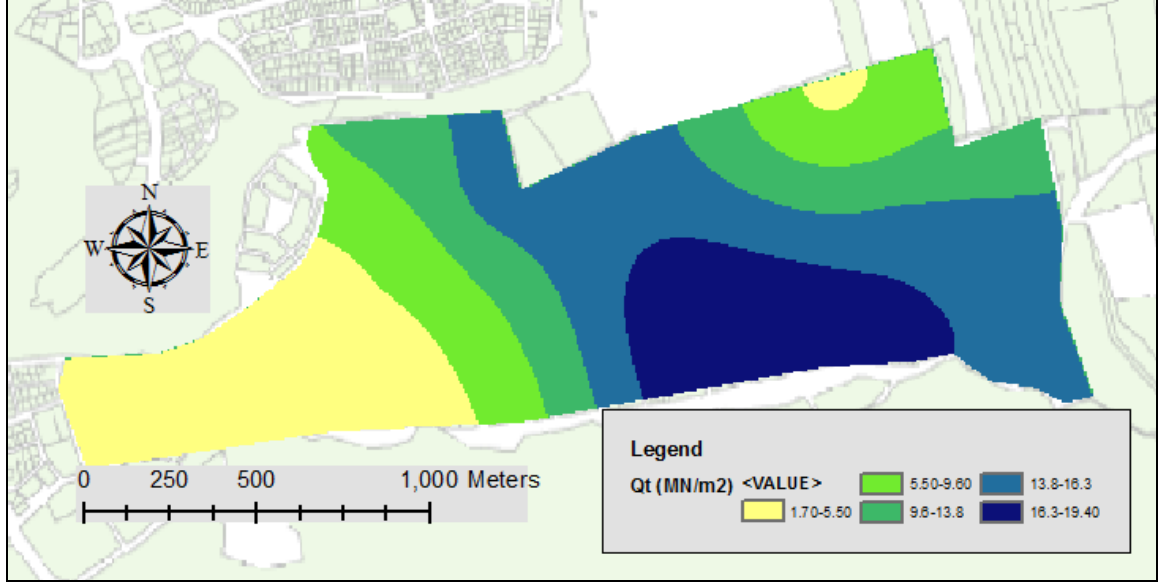 N
W E
S
0 250 500 1,000 Meters
Legend
Qt (MN/m2) <VALUE>
1.70-5.50
5.50-9.60
9.6-13.8
13.8-16.3
16.3-19.40